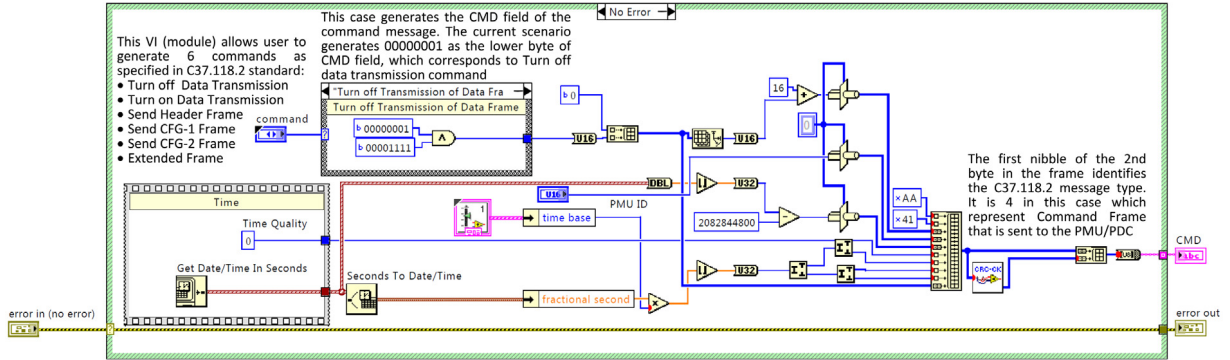 No Error
This VI (module) allows user to
generate 6 commands as
specified in C37.118.2 standard:
• Turn off Data Transmission
• Turn on Data Transmission
• Send Header Frame
• Send CFG-1 Frame
• Send CFG-2 Frame
• Extended Frame
This case generates the CMD field of the
command message. The current scenario
generates 00000001 as the lower byte of
CMD field, which corresponds to Turn off
data transmission command
"Turn off Transmission of Data Fra
Turn off Transmission of Data Frame
command
b 00000001
b 00001111
b 0
U16
U16
16
+
0
Time
Time Quality
0
Get Date/Time In Seconds
Seconds To Date/Time
DBL
U32
U16
PMU ID
1
time base
2082844800
-
fractional second
x
U32
The first nibble of the 2nd
byte in the frame identifies
the C37.118.2 message type.
It is 4 in this case which
represent Command Frame
that is sent to the PMU/PDC
×AA
×41
CRC-CK
U8
CMD
abc
error in (no error)
?
error out